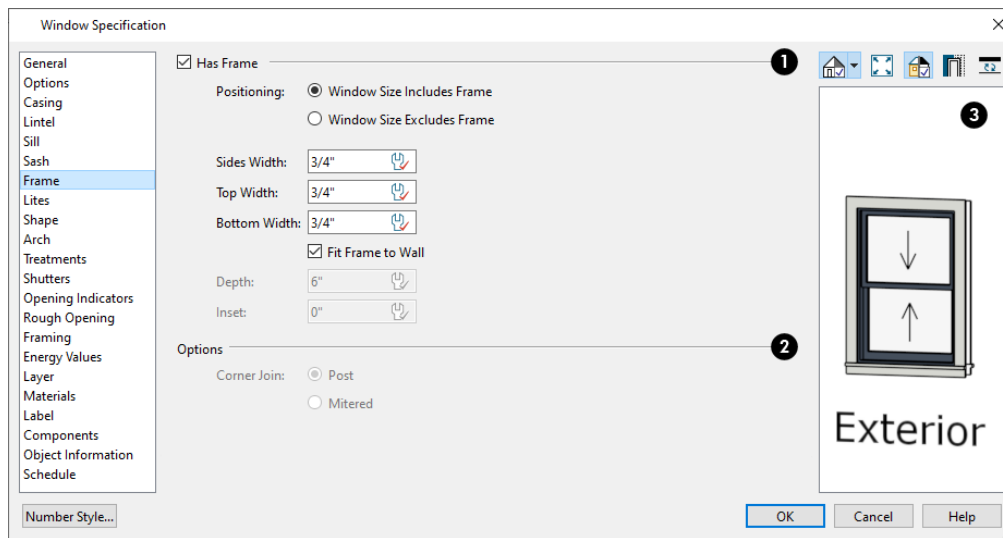 Window Specification
General
Options
Casing
Lintel
Sill
Sash
Frame
Lites
Shape
Arch
Treatments
Shutters
Opening Indicators
Rough Opening
Framing
Energy Values
Layer
Materials
Label
Components
Object Information
Schedule
Number Style...
Has Frame
1
Positioning:
Window Size Includes Frame
Window Size Excludes Frame
Sides Width: 3/4"
Top Width: 3/4"
Bottom Width: 3/4"
Fit Frame to Wall
Depth: 6"
Inset: 0"
Options
2
Corner Join:
Post
Mitered
3
Exterior
OK
Cancel
Help